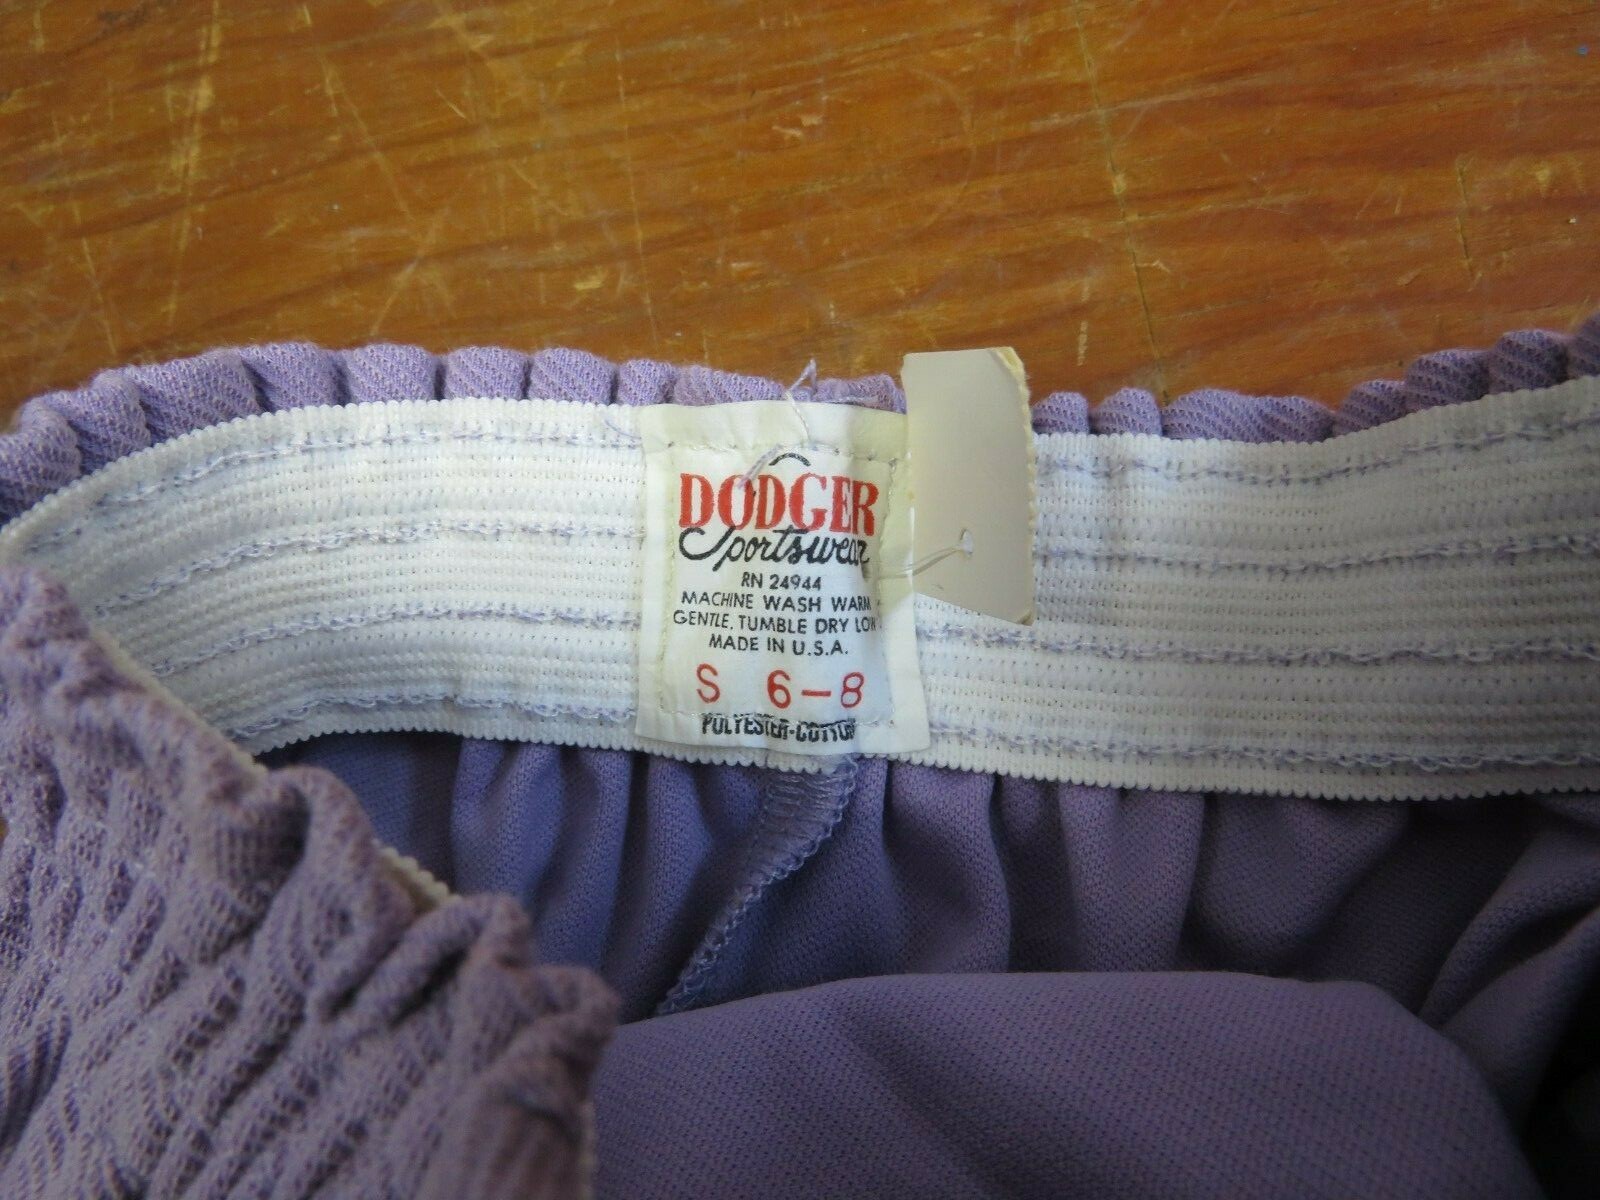 DODGER
Sportswear
RN 24944
MACHINE WASH WARM
GENTLE, TUMBLE DRY LOW
MADE IN U.S.A.
S 6-8
POLYESTER-COTTON